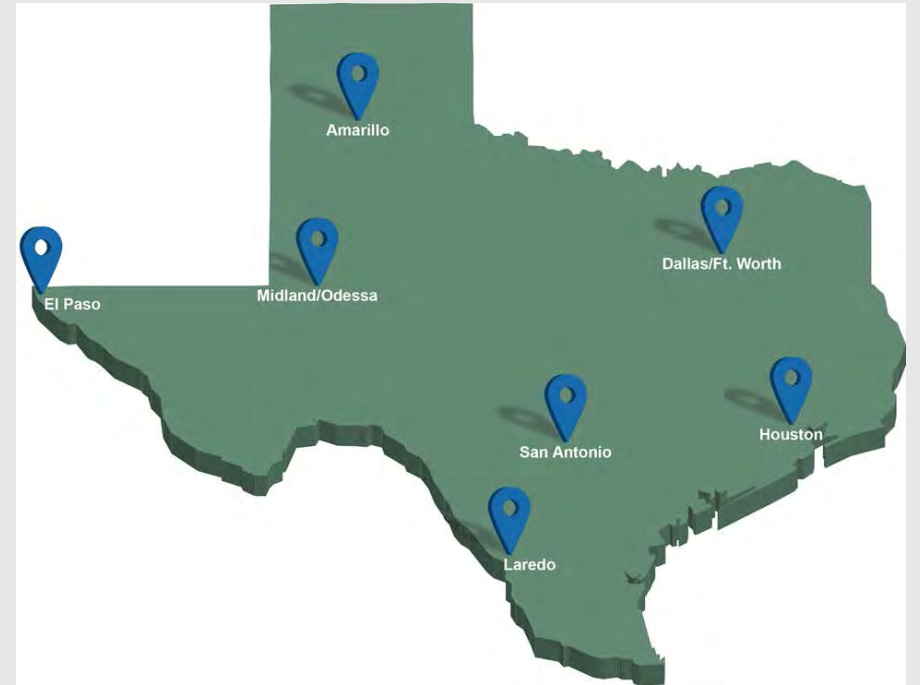 Amarillo
Dallas/Ft. Worth
Midland/Odessa
El Paso
Houston
San Antonio
Laredo